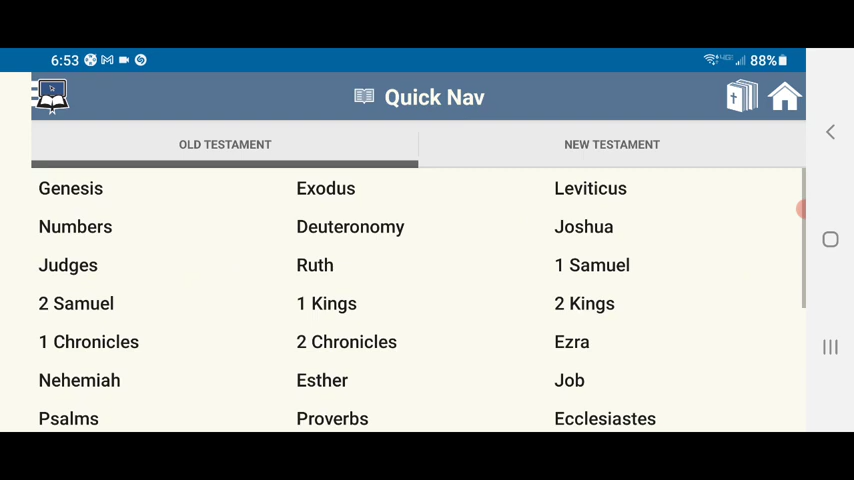 6:53 88%
Quick Nav
OLD TESTAMENT NEW TESTAMENT
Genesis Exodus Leviticus
Numbers Deuteronomy Joshua
Judges Ruth 1 Samuel
2 Samuel 1 Kings 2 Kings
1 Chronicles 2 Chronicles Ezra
Nehemiah Esther Job
Psalms Proverbs Ecclesiastes